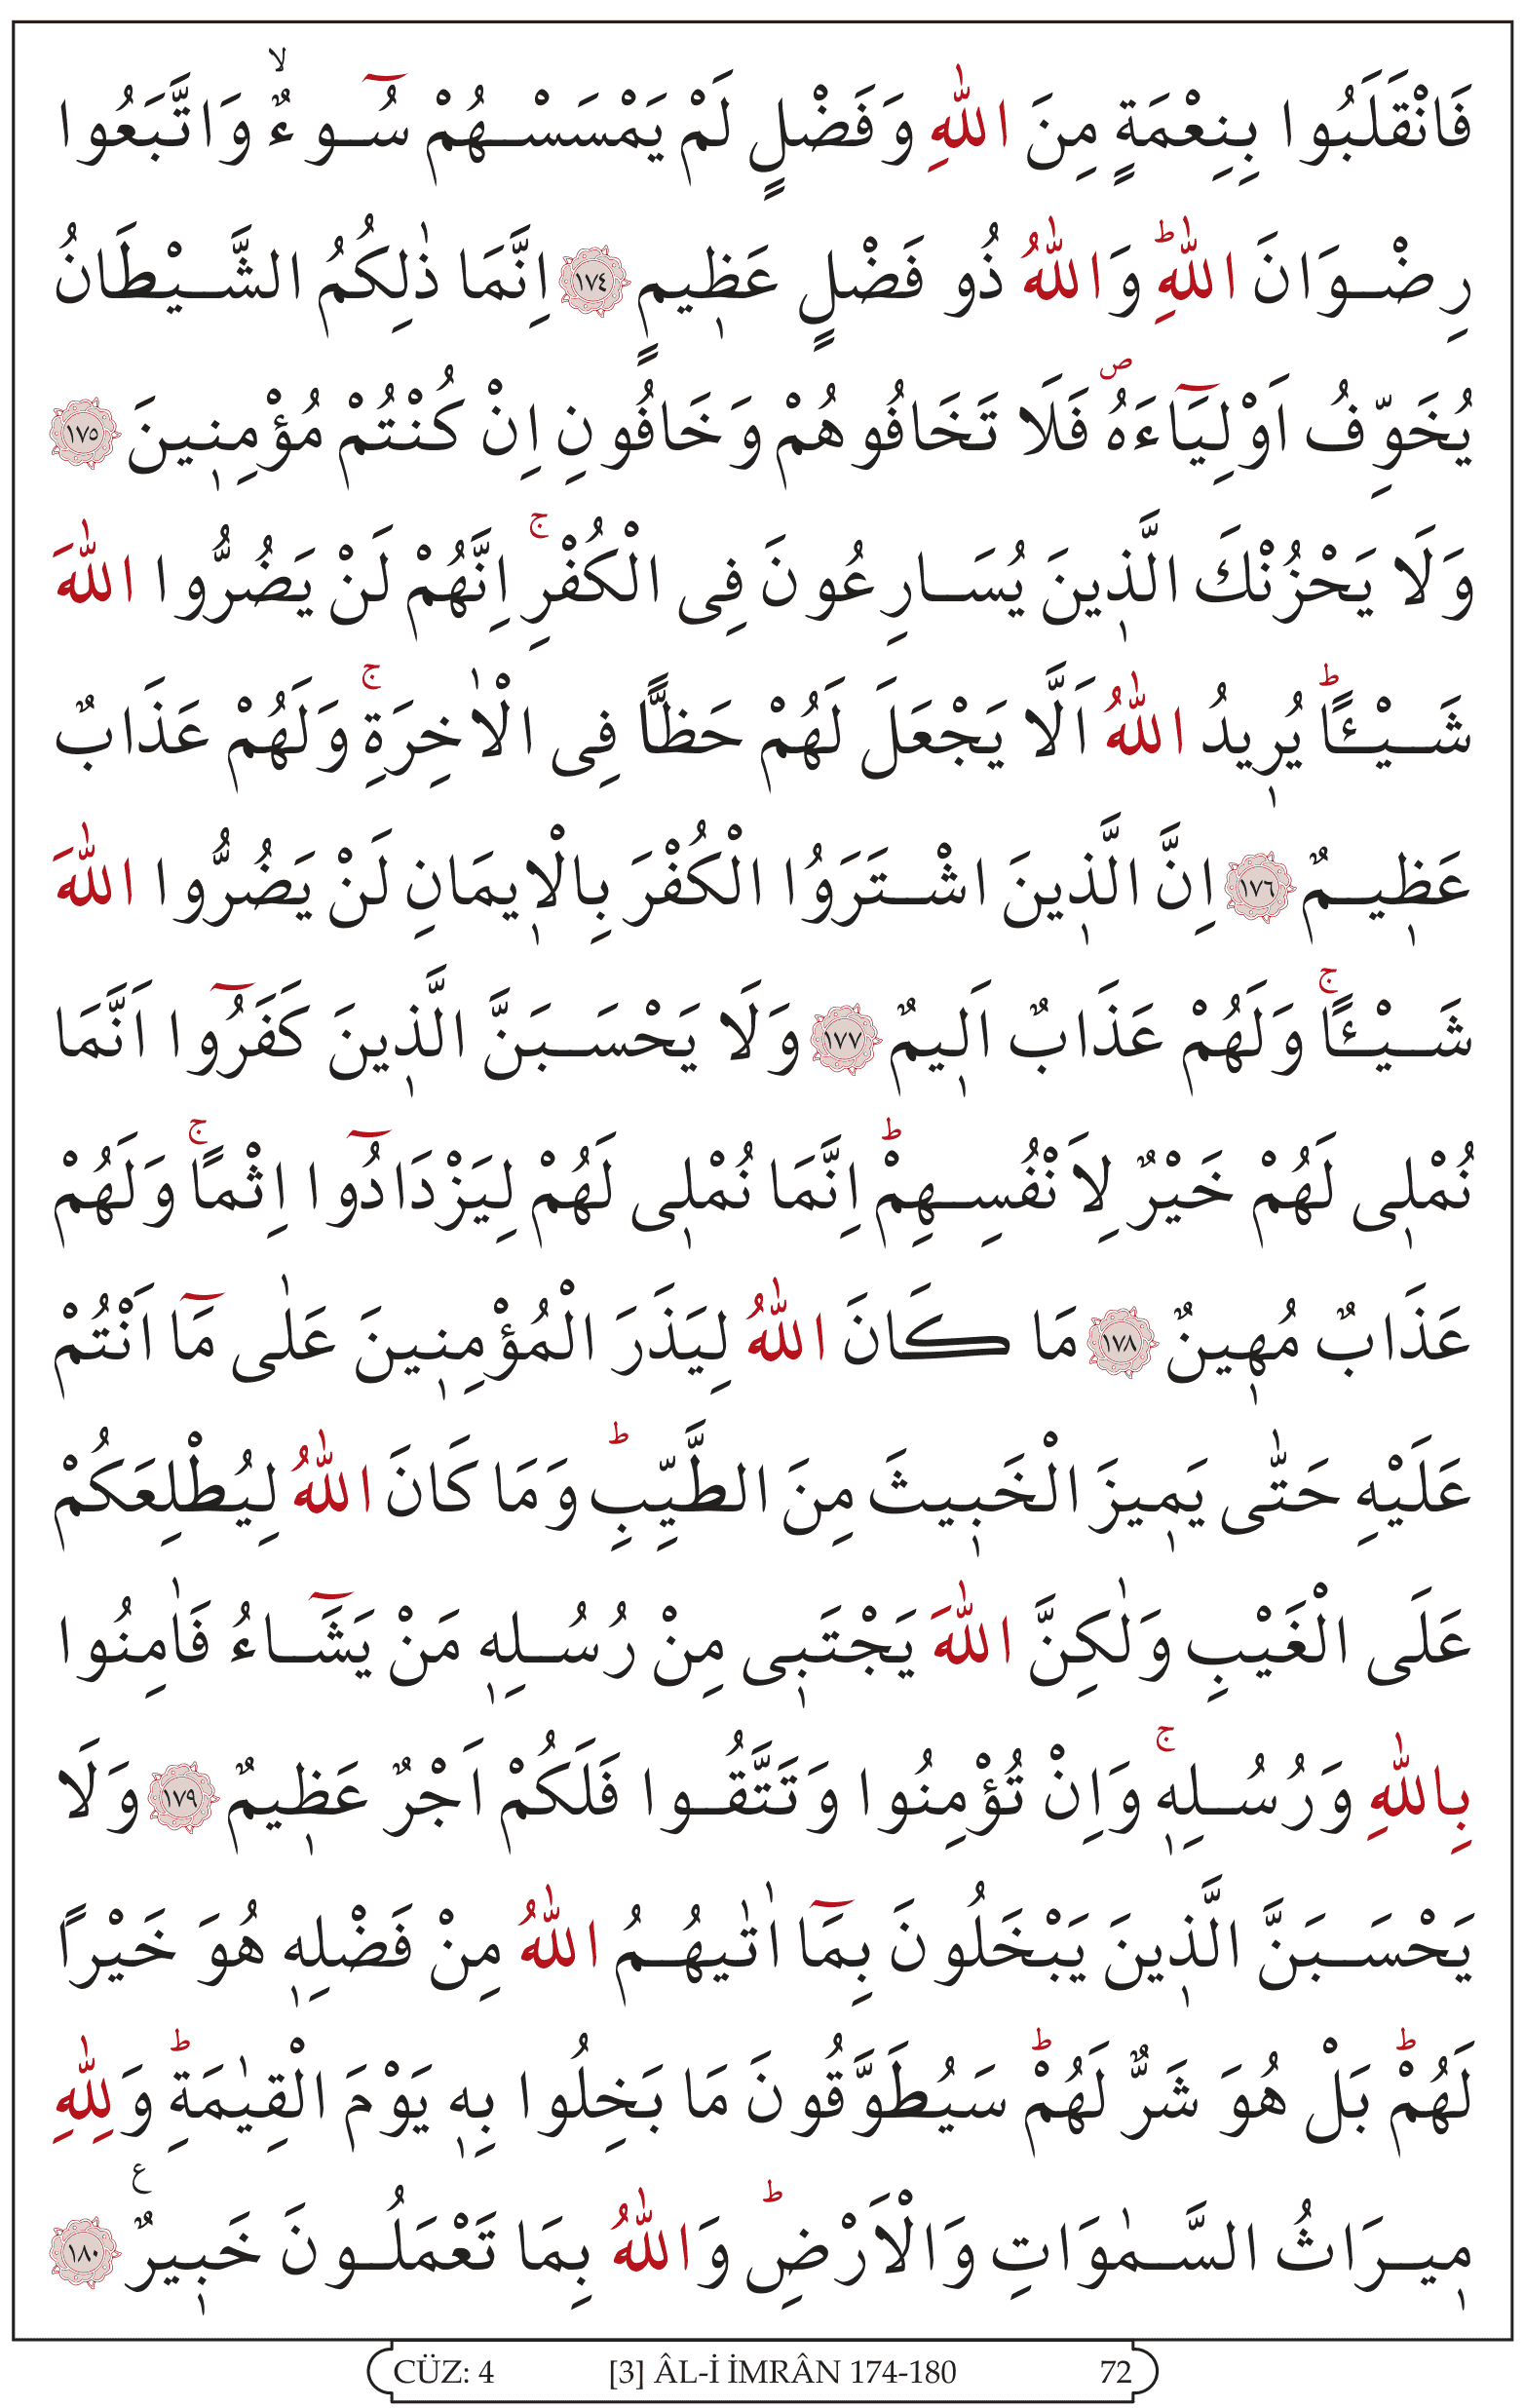 فَانْقَلَبُوا بِنِعْمَةٍ مِنَ اللّٰهِ وَفَضْلٍ لَمْ يَمْسَسْهُمْ سُٓوءٌۙ وَاتَّبَعُوا
رِضْوَانَ اللّٰهِۜ وَاللّٰهُ ذُو فَضْلٍ عَظٖيمٍ ﴿١٧٤﴾ اِنَّمَا ذٰلِكُمُ الشَّيْطَانُ
يُخَوِّفُ اَوْلِيَٓاءَهُࣕ فَلَا تَخَافُوهُمْ وَخَافُونِ اِنْ كُنْتُمْ مُؤْمِنٖينَ ﴿١٧٥﴾
وَلَا يَحْزُنْكَ الَّذٖينَ يُسَارِعُونَ فِى الْكُفْرِۚ اِنَّهُمْ لَنْ يَضُرُّوا اللّٰهَ
شَيْـًٔاۜ يُرٖيدُ اللّٰهُ اَلَّا يَجْعَلَ لَهُمْ حَظًّا فِى الْاٰخِرَةِۚ وَلَهُمْ عَذَابٌ
عَظٖيمٌ ﴿١٧٦﴾ اِنَّ الَّذٖينَ اشْتَرَوُا الْكُفْرَ بِالْاٖيمَانِ لَنْ يَضُرُّوا اللّٰهَ
شَيْـًٔاۚ وَلَهُمْ عَذَابٌ اَلٖيمٌ ﴿١٧٧﴾ وَلَا يَحْسَبَنَّ الَّذٖينَ كَفَرُٓوا اَنَّمَا
نُمْلٖى لَهُمْ خَيْرٌ لِاَنْفُسِهِمْۜ اِنَّمَا نُمْلٖى لَهُمْ لِيَزْدَادُٓوا اِثْمًاۚ وَلَهُمْ
عَذَابٌ مُهٖينٌ ﴿١٧٨﴾ مَا كَانَ اللّٰهُ لِيَذَرَ الْمُؤْمِنٖينَ عَلٰى مَٓا اَنْتُمْ
عَلَيْهِ حَتّٰى يَمٖيزَ الْخَبٖيثَ مِنَ الطَّيِّبِۜ وَمَا كَانَ اللّٰهُ لِيُطْلِعَكُمْ
عَلَى الْغَيْبِ وَلٰكِنَّ اللّٰهَ يَجْتَبٖى مِنْ رُسُلِهٖ مَنْ يَشَٓاءُ فَاٰمِنُوا
بِاللّٰهِ وَرُسُلِهٖۚ وَاِنْ تُؤْمِنُوا وَتَتَّقُوا فَلَكُمْ اَجْرٌ عَظٖيمٌ ﴿١٧٩﴾ وَلَا
يَحْسَبَنَّ الَّذٖينَ يَبْخَلُونَ بِمَٓا اٰتٰيهُمُ اللّٰهُ مِنْ فَضْلِهٖ هُوَ خَيْرًا
لَهُمْۜ بَلْ هُوَ شَرٌّ لَهُمْۜ سَيُطَوَّقُونَ مَا بَخِلُوا بِهٖ يَوْمَ الْقِيٰمَةِۜ وَلِلّٰهِ
مٖيرَاثُ السَّمٰوَاتِ وَالْاَرْضِۜ وَاللّٰهُ بِمَا تَعْمَلُونَ خَبٖيرٌࣖ ﴿١٨٠﴾
CÜZ: 4 [3] ÂL-İ İMRÂN 174-180 72